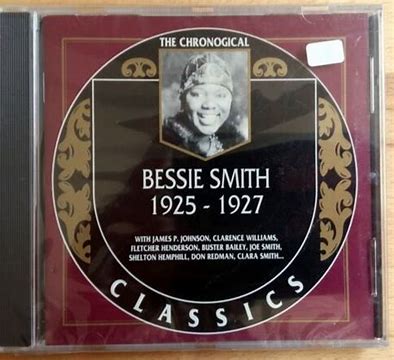 THE CHRONOGICAL
BESSIE SMITH
1925 - 1927
WITH JAMES P. JOHNSON, CLARENCE WILLIAMS,
FLETCHER HENDERSON, BUSTER BAILEY, JOE SMITH,
SHELTON HEMPHILL, DON REDMAN, CLARA SMITH...
CLASSICS